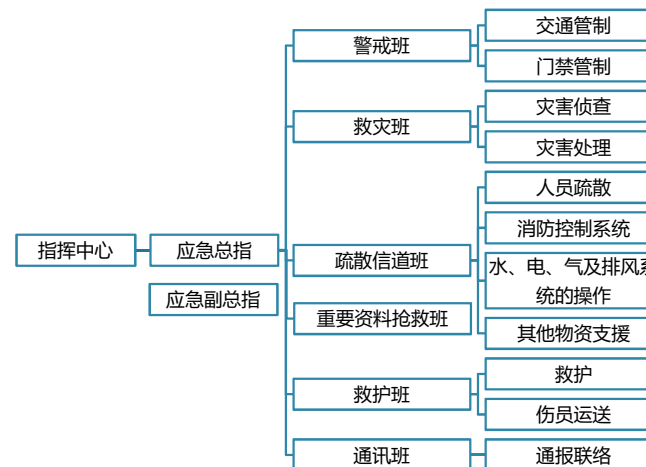 交通管制
警戒班
门禁管制
灾害侦查
救灾班
灾害处理
人员疏散
消防控制系统
指挥中心
应急总指
疏散信道班
水、电、气及排风系
统的操作
应急副总指
重要资料抢救班
其他物资支援
救护
救护班
伤员运送
通讯班
通报联络